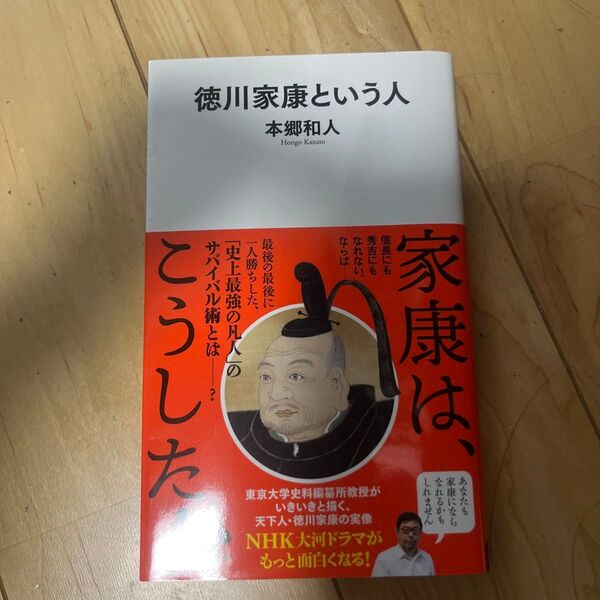 徳川家康という人
本郷和人
Hongo Kazuto
家康は、
こうした!
信長にも
秀吉にも
なれない、
ならば―
最後の最後に
一人勝ちした、
「史上最強の凡人」の
サバイバル術とは――?
あなたも
家康になら
なれるかも
しれません
東京大学史料編纂所教授が
いきいきと描く、
天下人・徳川家康の実像
NHK大河ドラマが
もっと面白くなる!